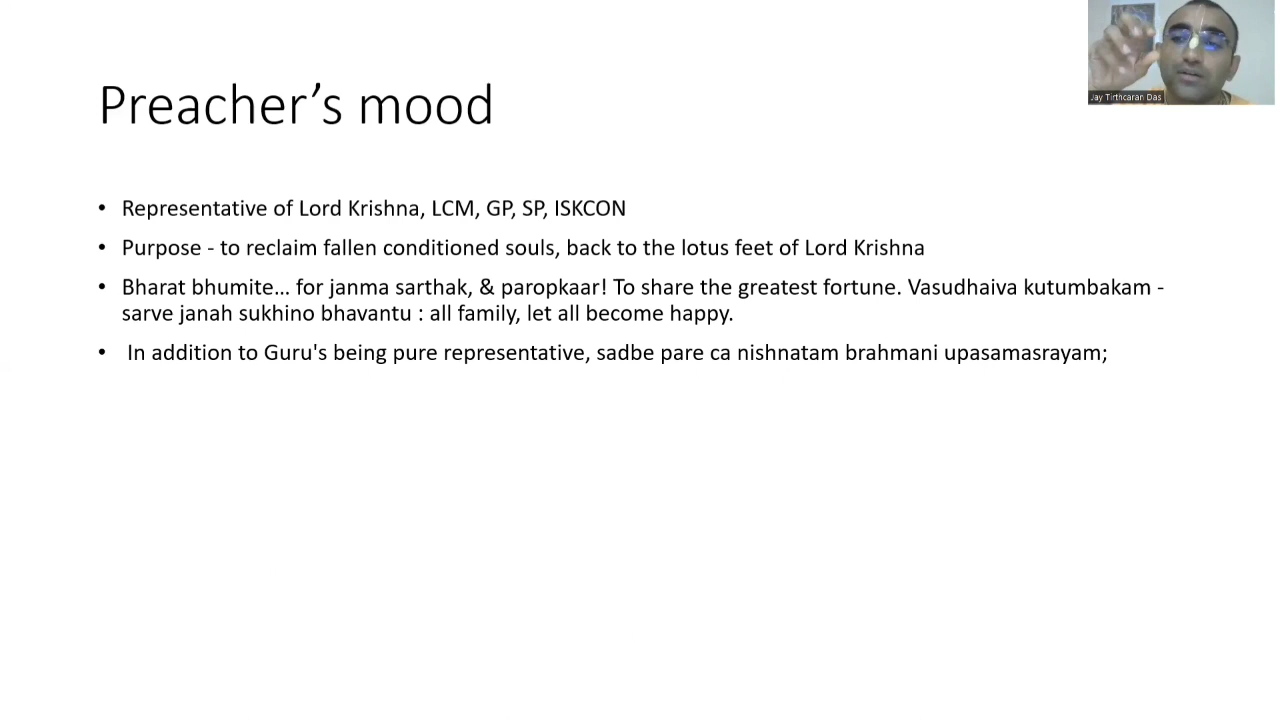 Preacher's mood
• Representative of Lord Krishna, LCM, GP, SP, ISKCON
• Purpose - to reclaim fallen conditioned souls, back to the lotus feet of Lord Krishna
• Bharat bhumite... for janma sarthak, & paropkaar! To share the greatest fortune. Vasudhaiva kutumbakam -
sarve janah sukhino bhavantu : all family, let all become happy.
• In addition to Guru's being pure representative, sadbe pare ca nishnatam brahmani upasamasrayam;
Jay Tirthcaran Das